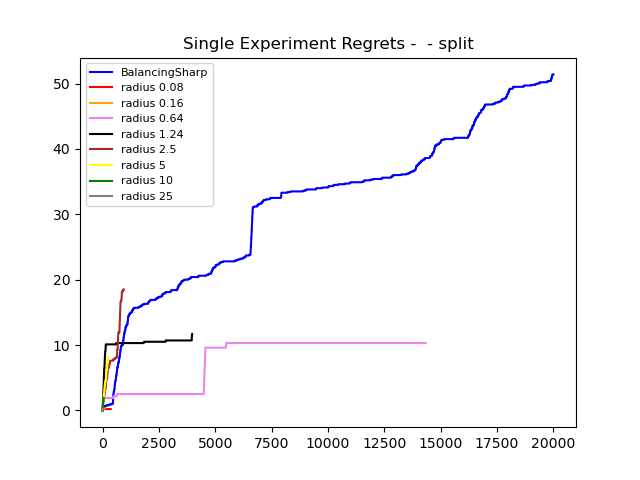 Single Experiment Regrets -  - split
BalancingSharp
radius 0.08
radius 0.16
radius 0.64
radius 1.24
radius 2.5
radius 5
radius 10
radius 25
50
40
30
20
10
0
0 2500 5000 7500 10000 12500 15000 17500 20000